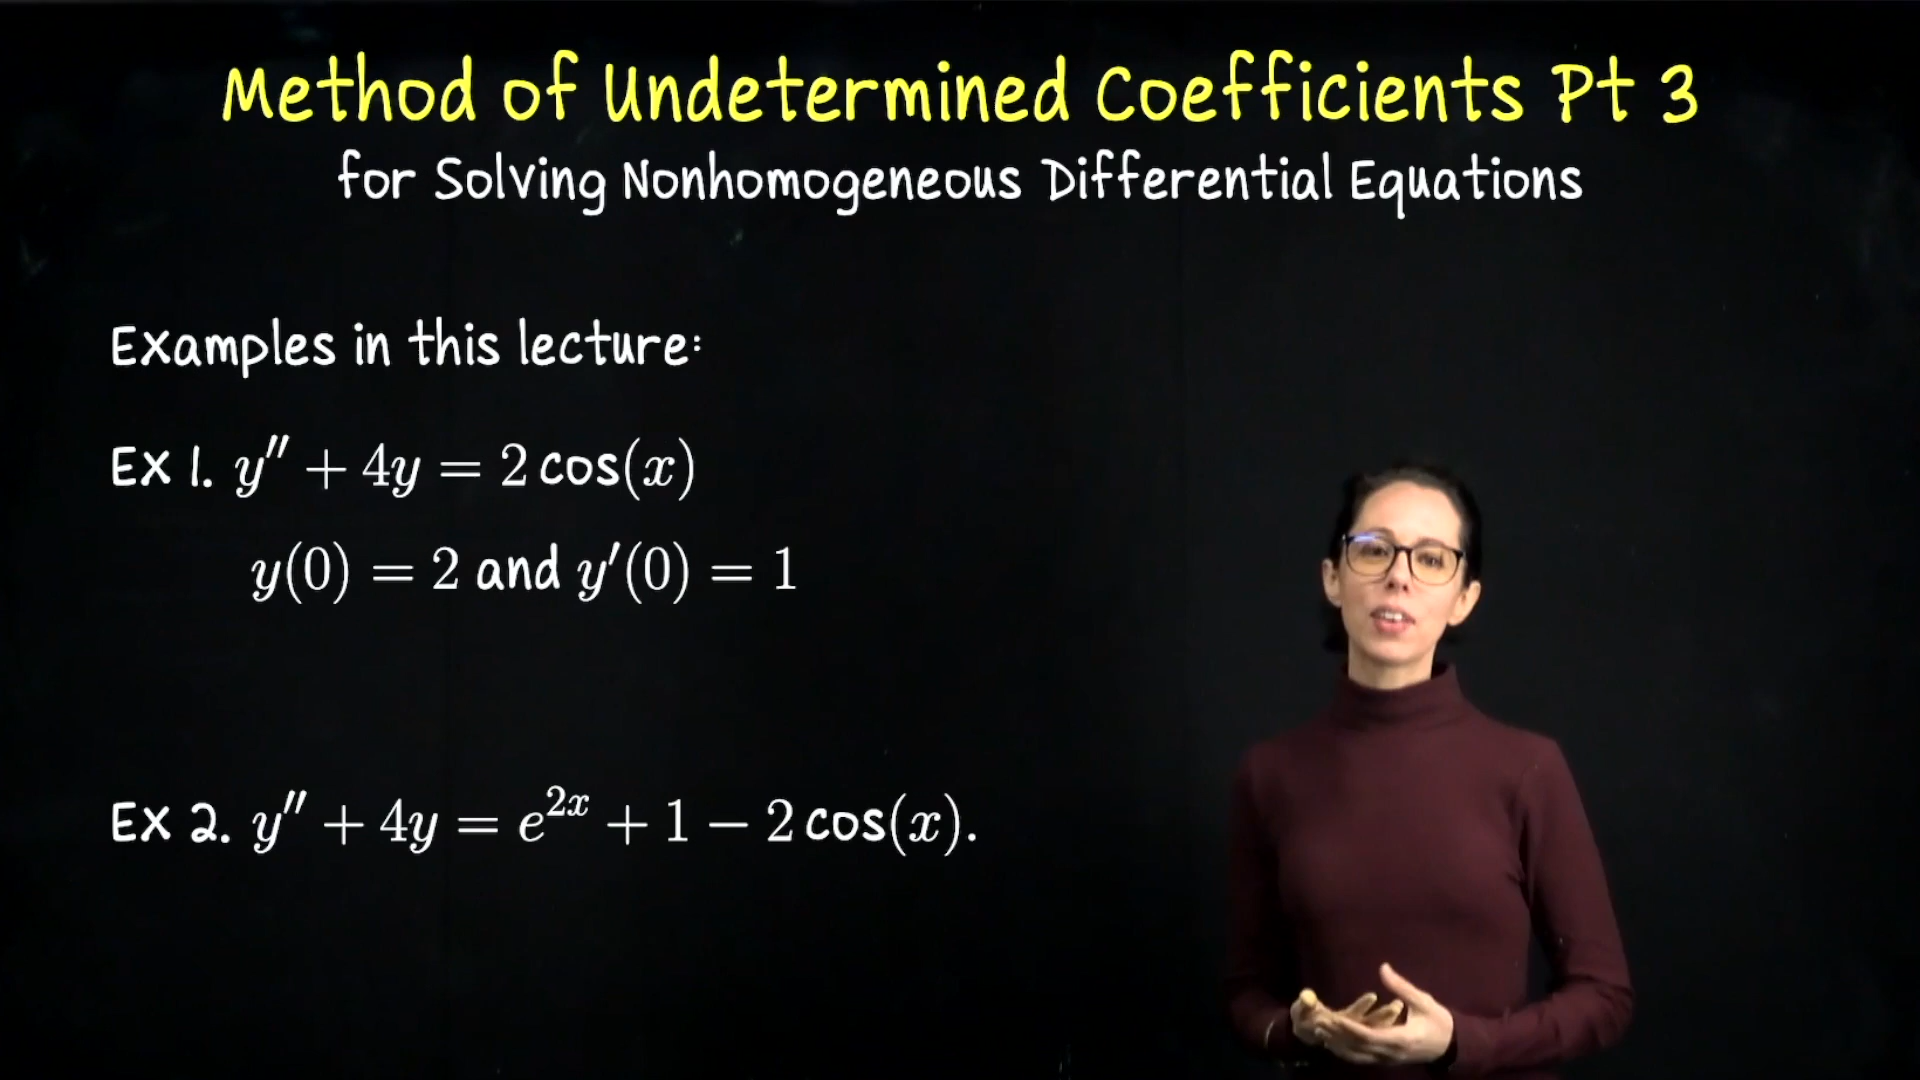 Method of Undetermined Coefficients Pt 3
for Solving Nonhomogeneous Differential Equations
Examples in this lecture:
Ex 1. y″ + 4y = 2 cos(x)
y(0) = 2 and y′(0) = 1
Ex 2. y″ + 4y = e^{2x} + 1 − 2 cos(x).